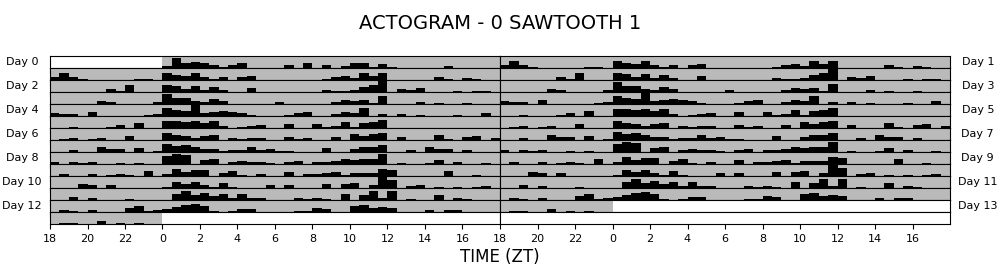 ACTOGRAM - 0 SAWTOOTH 1
Day 0 Day 1
Day 2 Day 3
Day 4 Day 5
Day 6 Day 7
Day 8 Day 9
Day 10 Day 11
Day 12 Day 13
18 20 22 0 2 4 6 8 10 12 14 16 18 20 22 0 2 4 6 8 10 12 14 16
TIME (ZT)